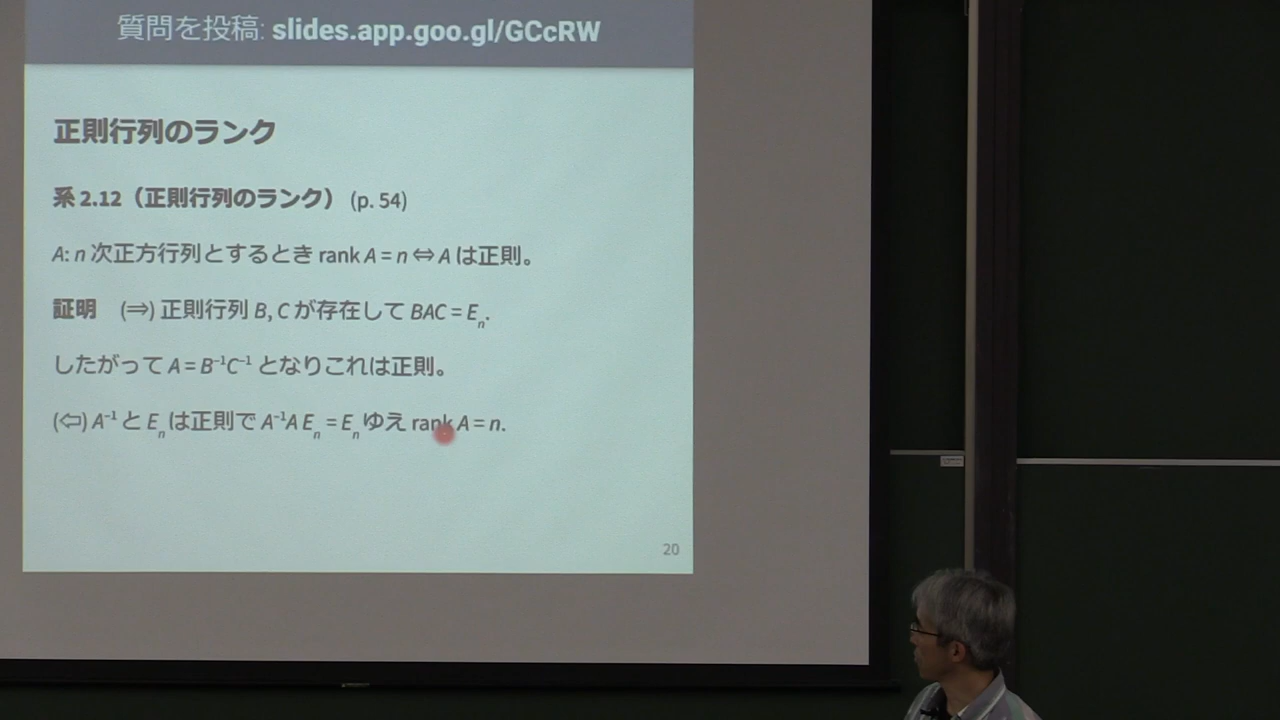 質問を投稿: slides.app.goo.gl/GCcRW
正則行列のランク
系 2.12（正則行列のランク） (p. 54)
A: n 次正方行列とするとき rank A = n ⇔ A は正則。
証明 (⇒) 正則行列 B, C が存在して BAC = Eₙ.
したがって A = B⁻¹C⁻¹ となりこれは正則。
(⇦) A⁻¹ と Eₙ は正則で A⁻¹A Eₙ = Eₙ ゆえ rank A = n.
20